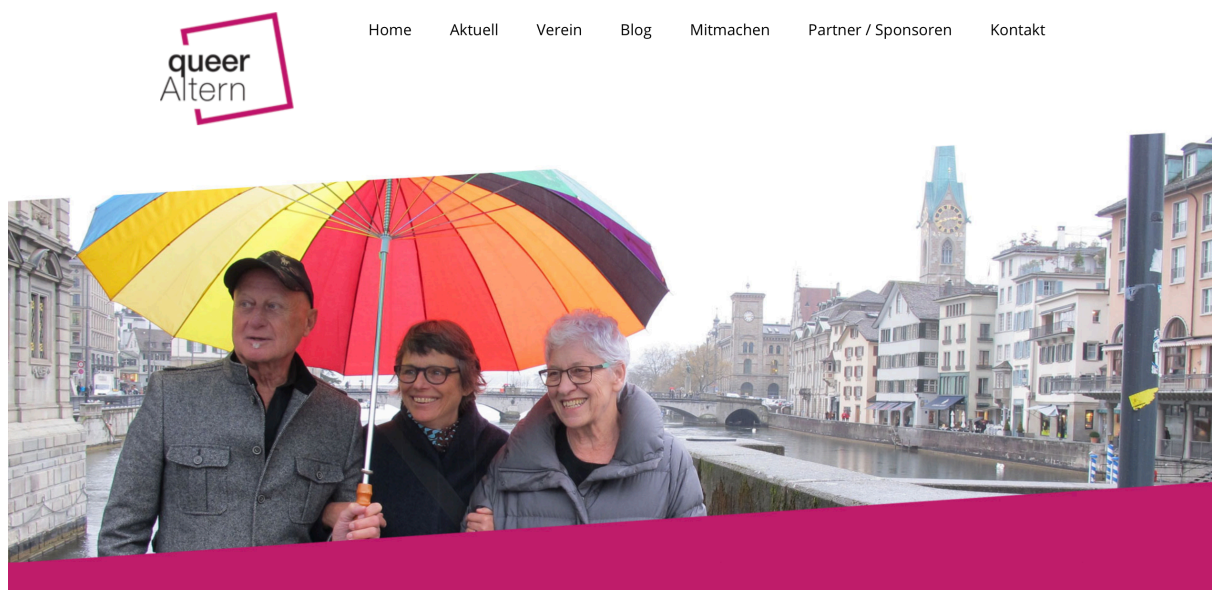 queer
Altern
Home
Aktuell
Verein
Blog
Mitmachen
Partner / Sponsoren
Kontakt